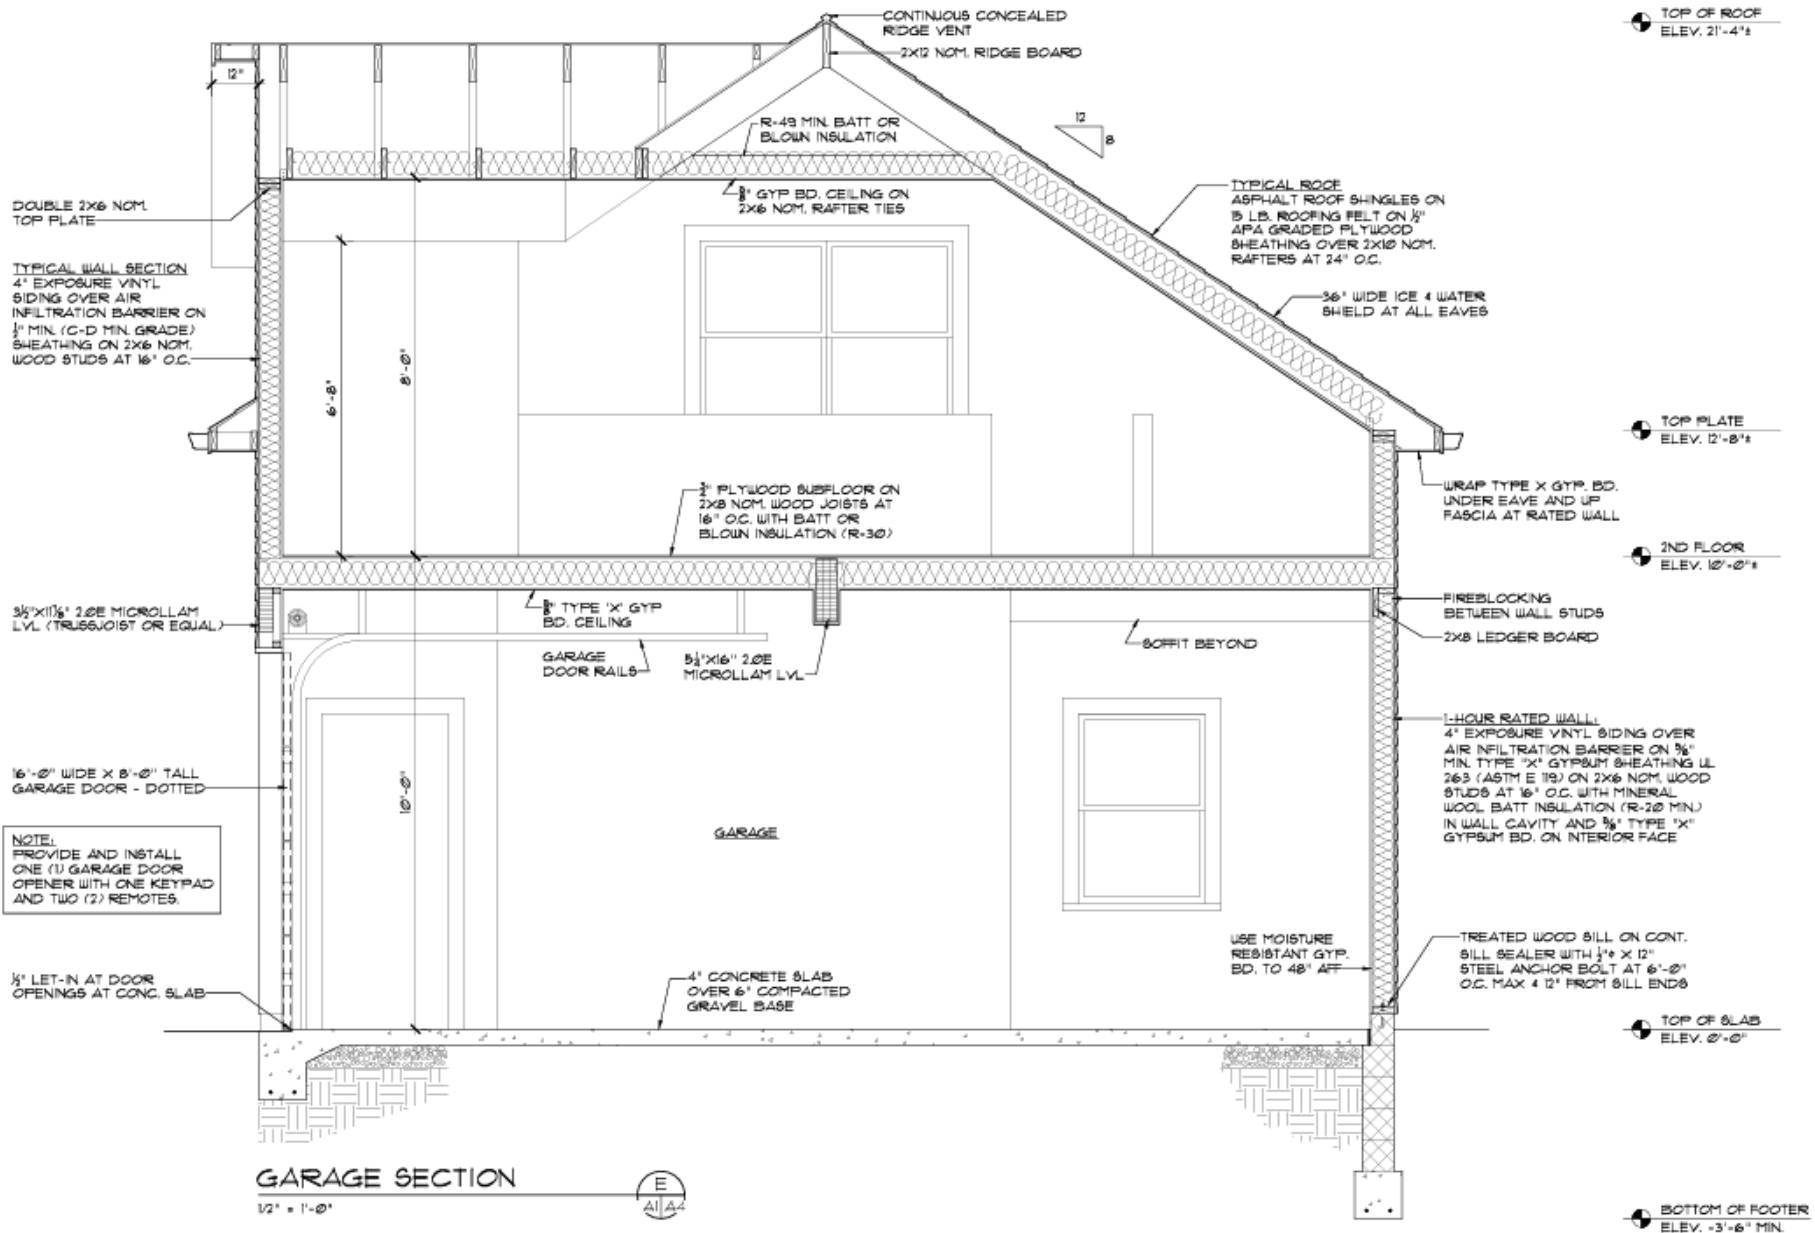 CONTINUOUS CONCEALED
RIDGE VENT
2X12 NOM. RIDGE BOARD
TOP OF ROOF
ELEV. 21'-4"±
12"
R-49 MIN. BATT OR
BLOWN INSULATION
12
8
DOUBLE 2X6 NOM.
TOP PLATE
GYP BD. CEILING ON
2X6 NOM. RAFTER TIES
TYPICAL ROOF
ASPHALT ROOF SHINGLES ON
15 LB. ROOFING FELT ON ½"
APA GRADED PLYWOOD
SHEATHING OVER 2X10 NOM.
RAFTERS AT 24" O.C.
TYPICAL WALL SECTION
4" EXPOSURE VINYL
SIDING OVER AIR
INFILTRATION BARRIER ON
MIN. (C-D MIN. GRADE)
SHEATHING ON 2X6 NOM.
WOOD STUDS AT 16" O.C.
36" WIDE ICE & WATER
SHIELD AT ALL EAVES
6'-8"
8'-0"
TOP PLATE
ELEV. 12'-8"±
PLYWOOD SUBFLOOR ON
2X8 NOM. WOOD JOISTS AT
16" O.C. WITH BATT OR
BLOWN INSULATION (R-30)
WRAP TYPE X GYP. BD.
UNDER EAVE AND UP
FASCIA AT RATED WALL
2ND FLOOR
ELEV. 10'-0"±
3½"X11⅞" 2.0E MICROLLAM
LVL (TRUSSJOIST OR EQUAL)
TYPE 'X' GYP
BD. CEILING
GARAGE
DOOR RAILS
5¼"X16" 2.0E
MICROLLAM LVL
SOFFIT BEYOND
FIREBLOCKING
BETWEEN WALL STUDS
2X8 LEDGER BOARD
16'-0" WIDE X 8'-0" TALL
GARAGE DOOR - DOTTED
10'-0"
GARAGE
1-HOUR RATED WALL:
4" EXPOSURE VINYL SIDING OVER
AIR INFILTRATION BARRIER ON ⅝"
MIN. TYPE "X" GYPSUM SHEATHING UL
263 (ASTM E 119) ON 2X6 NOM. WOOD
STUDS AT 16" O.C. WITH MINERAL
WOOL BATT INSULATION (R-20 MIN.)
IN WALL CAVITY AND ⅝" TYPE "X"
GYPSUM BD. ON INTERIOR FACE
NOTE:
PROVIDE AND INSTALL
ONE (1) GARAGE DOOR
OPENER WITH ONE KEYPAD
AND TWO (2) REMOTES.
½" LET-IN AT DOOR
OPENINGS AT CONC. SLAB
4" CONCRETE SLAB
OVER 6" COMPACTED
GRAVEL BASE
USE MOISTURE
RESISTANT GYP.
BD. TO 48" AFF
TREATED WOOD SILL ON CONT.
SILL SEALER WITH ½"ϕ X 12"
STEEL ANCHOR BOLT AT 6'-0"
O.C. MAX & 12" FROM SILL ENDS
TOP OF SLAB
ELEV. 0'-0"
GARAGE SECTION
1/2" = 1'-0"
E
A1 A4
BOTTOM OF FOOTER
ELEV. -3'-6" MIN.